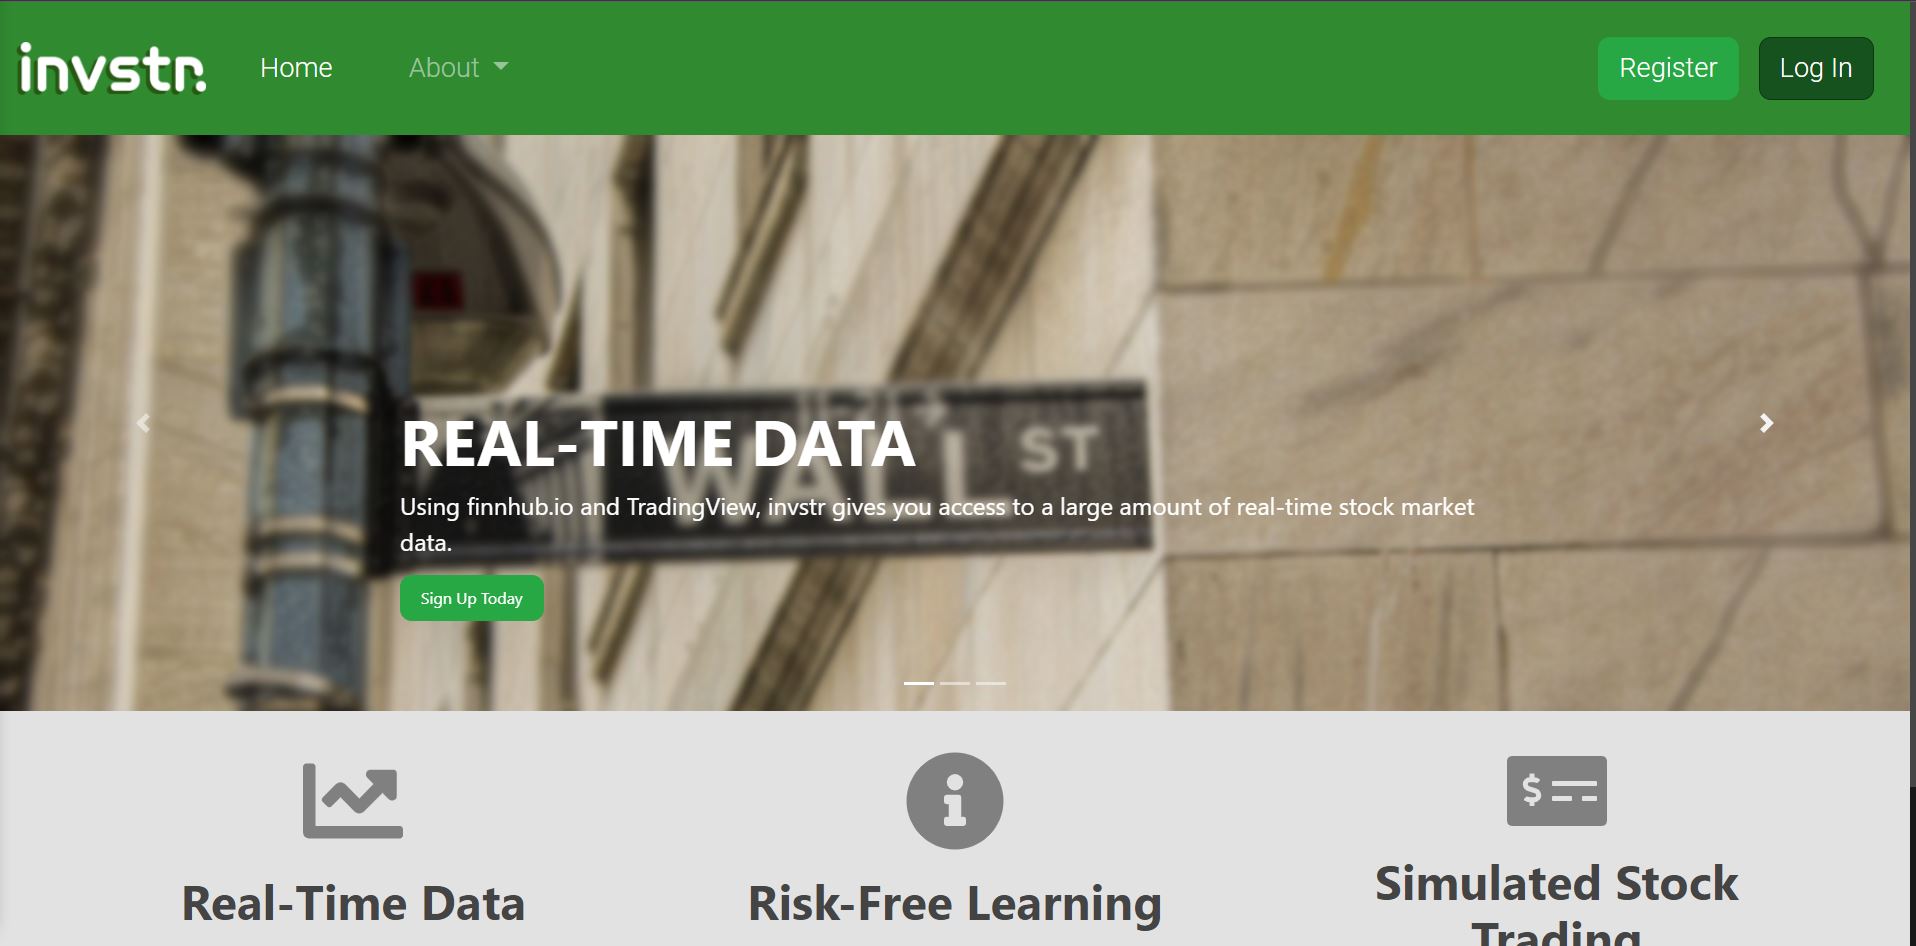 invstr.
Home
About
Register
Log In
WALL ST
REAL-TIME DATA
Using finnhub.io and TradingView, invstr gives you access to a large amount of real-time stock market
data.
Sign Up Today
$
Real-Time Data
Risk-Free Learning
Simulated Stock
Trading